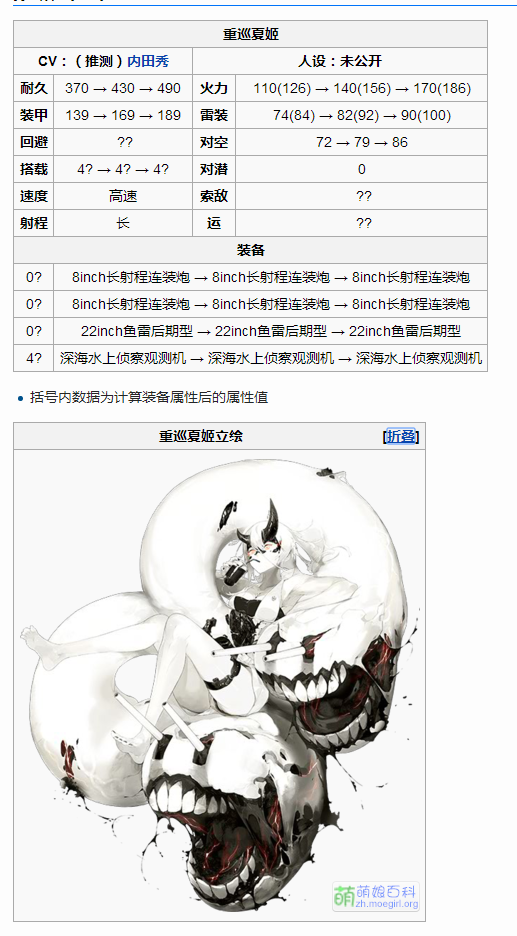 重巡夏姬
CV：（推测）内田秀 人设：未公开
耐久 370 → 430 → 490 火力 110(126) → 140(156) → 170(186)
装甲 139 → 169 → 189 雷装 74(84) → 82(92) → 90(100)
回避 ?? 对空 72 → 79 → 86
搭载 4? → 4? → 4? 对潜 0
速度 高速 索敌 ??
射程 长 运 ??
装备
0? 8inch长射程连装炮 → 8inch长射程连装炮 → 8inch长射程连装炮
0? 8inch长射程连装炮 → 8inch长射程连装炮 → 8inch长射程连装炮
0? 22inch鱼雷后期型 → 22inch鱼雷后期型 → 22inch鱼雷后期型
4? 深海水上侦察观测机 → 深海水上侦察观测机 → 深海水上侦察观测机
括号内数据为计算装备属性后的属性值
重巡夏姬立绘 [折叠]
萌 萌娘百科
zh.moegirl.org